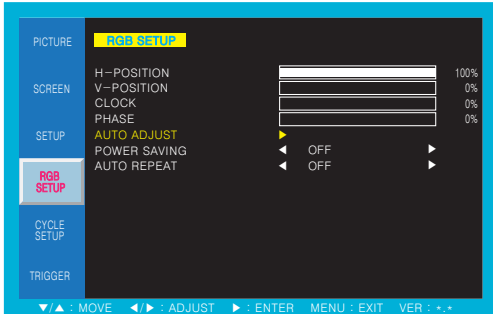 PICTURE
SCREEN
SETUP
RGB
SETUP
CYCLE
SETUP
TRIGGER
RGB SETUP
H-POSITION 100%
V-POSITION 0%
CLOCK 0%
PHASE 0%
AUTO ADJUST ▶
POWER SAVING ◀ OFF ▶
AUTO REPEAT ◀ OFF ▶
▼/▲ : MOVE ◀/▶ : ADJUST ▶ : ENTER MENU : EXIT VER : *.*